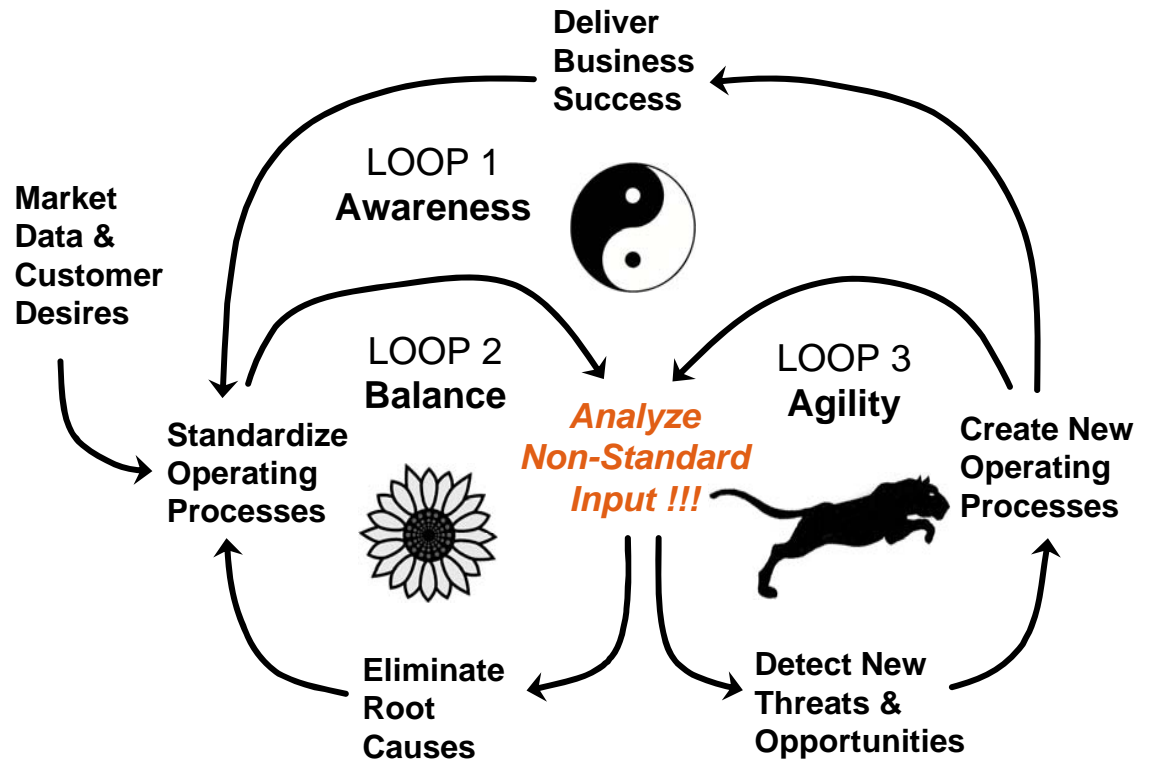 Deliver
Business
Success
LOOP 1
Awareness
Market
Data &
Customer
Desires
LOOP 2
Balance
LOOP 3
Agility
Analyze
Non-Standard
Input !!!
Standardize
Operating
Processes
Create New
Operating
Processes
Eliminate
Root
Causes
Detect New
Threats &
Opportunities